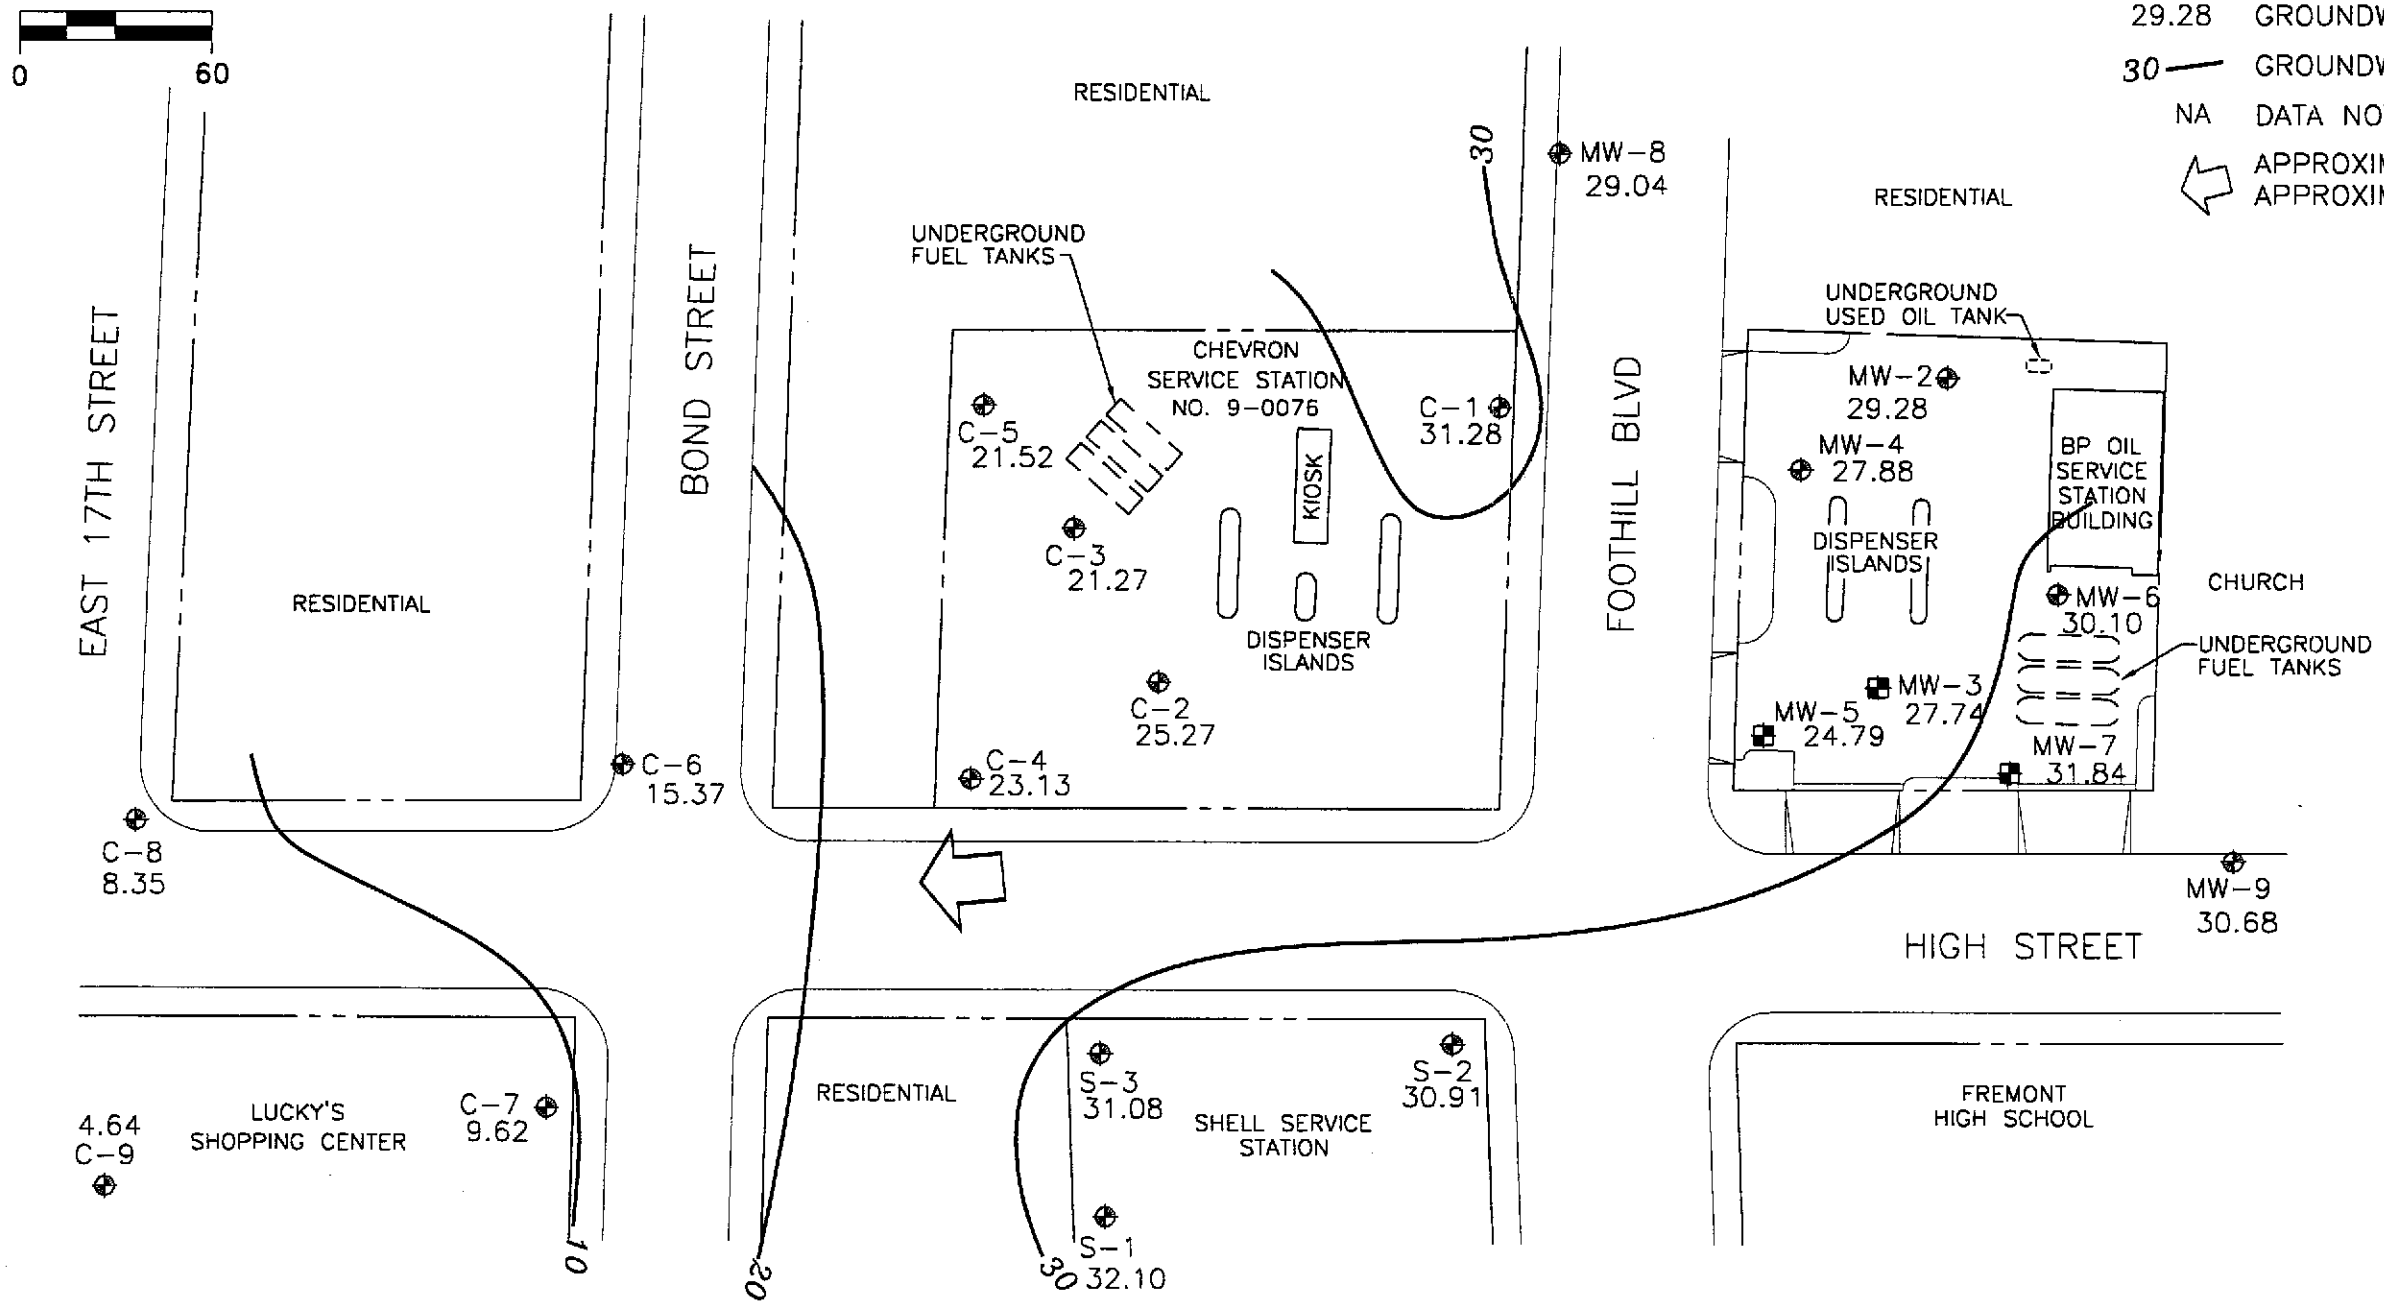 0 60
29.28 GROUNDW
30 GROUNDW
NA DATA NO
APPROXI
APPROXI
RESIDENTIAL
30
MW-8
29.04
RESIDENTIAL
UNDERGROUND
FUEL TANKS
UNDERGROUND
USED OIL TANK
EAST 17TH STREET
BOND STREET
CHEVRON
SERVICE STATION
NO. 9-0076
C-5
21.52
C-1
31.28
KIOSK
FOOTHILL BLVD
MW-2
29.28
MW-4
27.88
BP OIL
SERVICE
STATION
BUILDING
C-3
21.27
DISPENSER
ISLANDS
RESIDENTIAL
CHURCH
MW-6
30.10
DISPENSER
ISLANDS
UNDERGROUND
FUEL TANKS
C-2
25.27
MW-3
27.74
MW-5
24.79
MW-7
31.84
C-6
15.37
C-4
23.13
C-8
8.35
MW-9
30.68
HIGH STREET
S-3
31.08
S-2
30.91
RESIDENTIAL
C-7
9.62
LUCKY'S
SHOPPING CENTER
4.64
C-9
SHELL SERVICE
STATION
FREMONT
HIGH SCHOOL
S-1
32.10
10
20
30